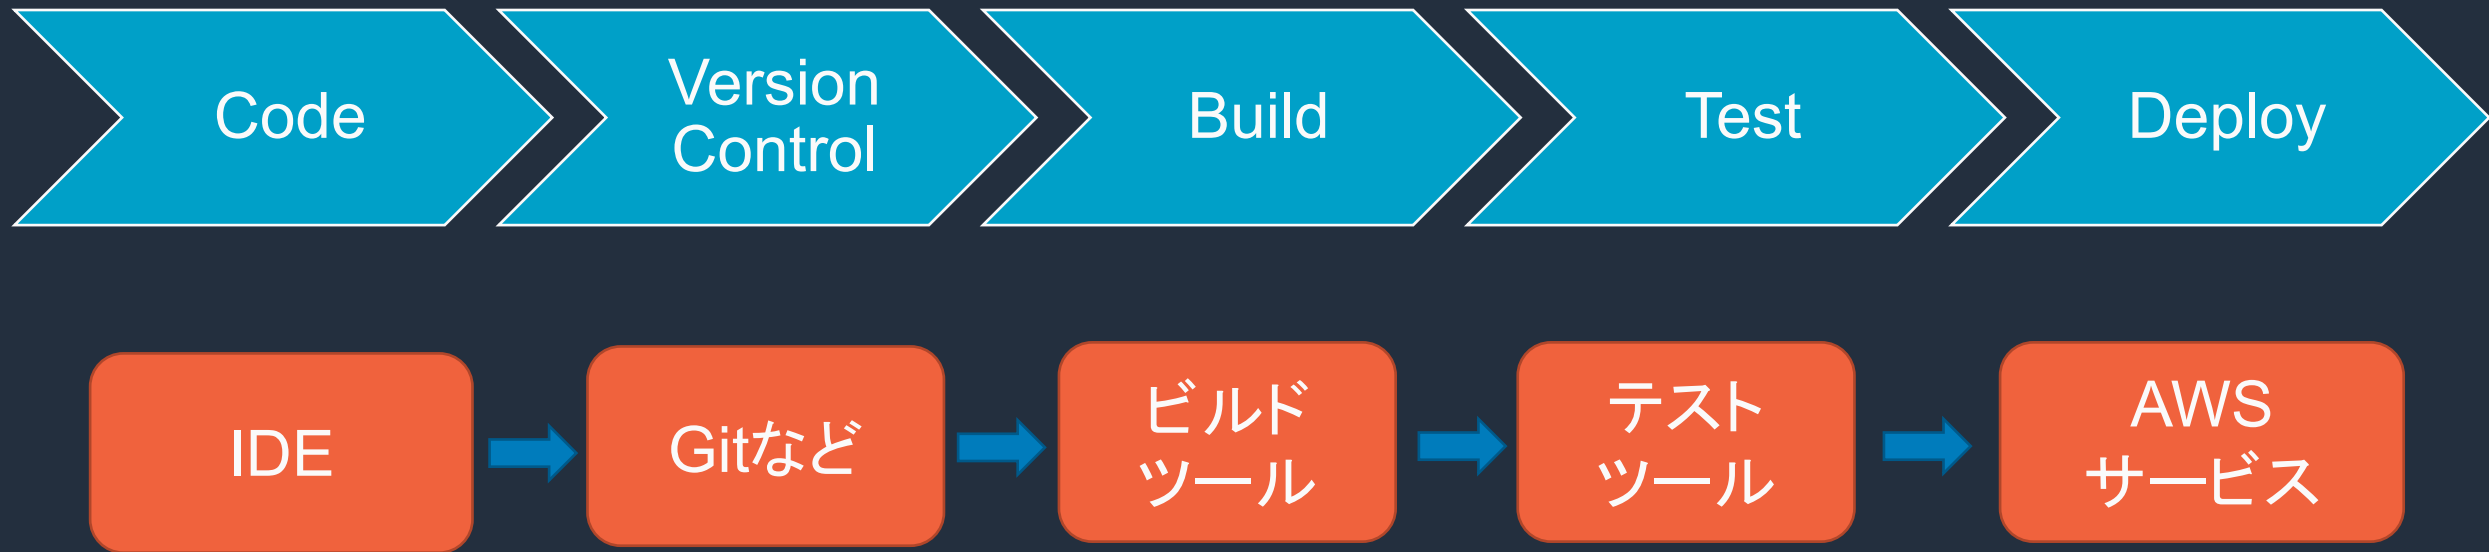 Code
Version
Control
Build
Test
Deploy
IDE
Gitなど
ビルド
ツール
テスト
ツール
AWS
サービス